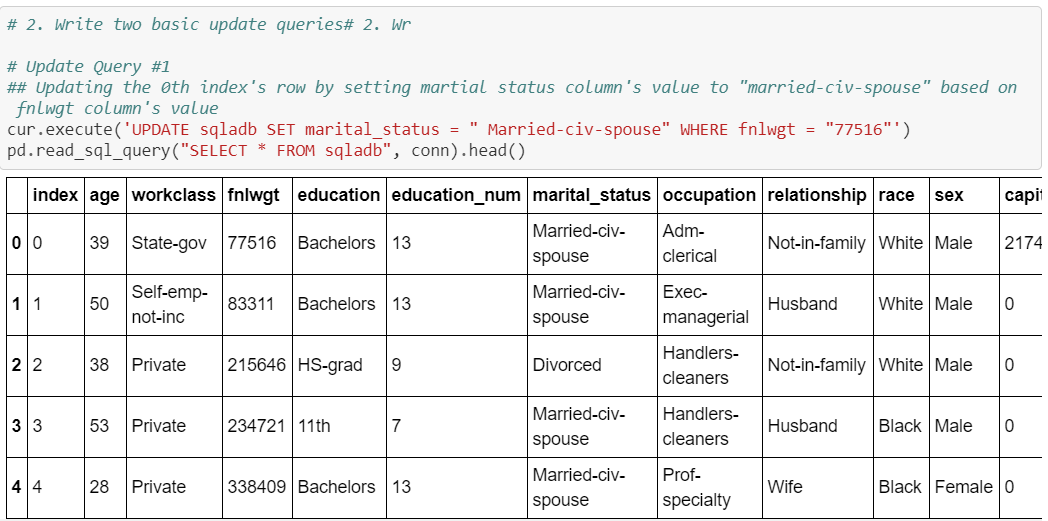 # 2. Write two basic update queries# 2. Wr
# Update Query #1
## Updating the 0th index's row by setting martial status column's value to "married-civ-spouse" based on
fnlwgt column's value
cur.execute('UPDATE sqladb SET marital_status = " Married-civ-spouse" WHERE fnlwgt = "77516"')
pd.read_sql_query("SELECT * FROM sqladb", conn).head()
index age workclass fnlwgt education education_num marital_status occupation relationship race sex capit
0 0 39 State-gov 77516 Bachelors 13 Married-civ-spouse Adm-clerical Not-in-family White Male 2174
1 1 50 Self-emp-not-inc 83311 Bachelors 13 Married-civ-spouse Exec-managerial Husband White Male 0
2 2 38 Private 215646 HS-grad 9 Divorced Handlers-cleaners Not-in-family White Male 0
3 3 53 Private 234721 11th 7 Married-civ-spouse Handlers-cleaners Husband Black Male 0
4 4 28 Private 338409 Bachelors 13 Married-civ-spouse Prof-specialty Wife Black Female 0